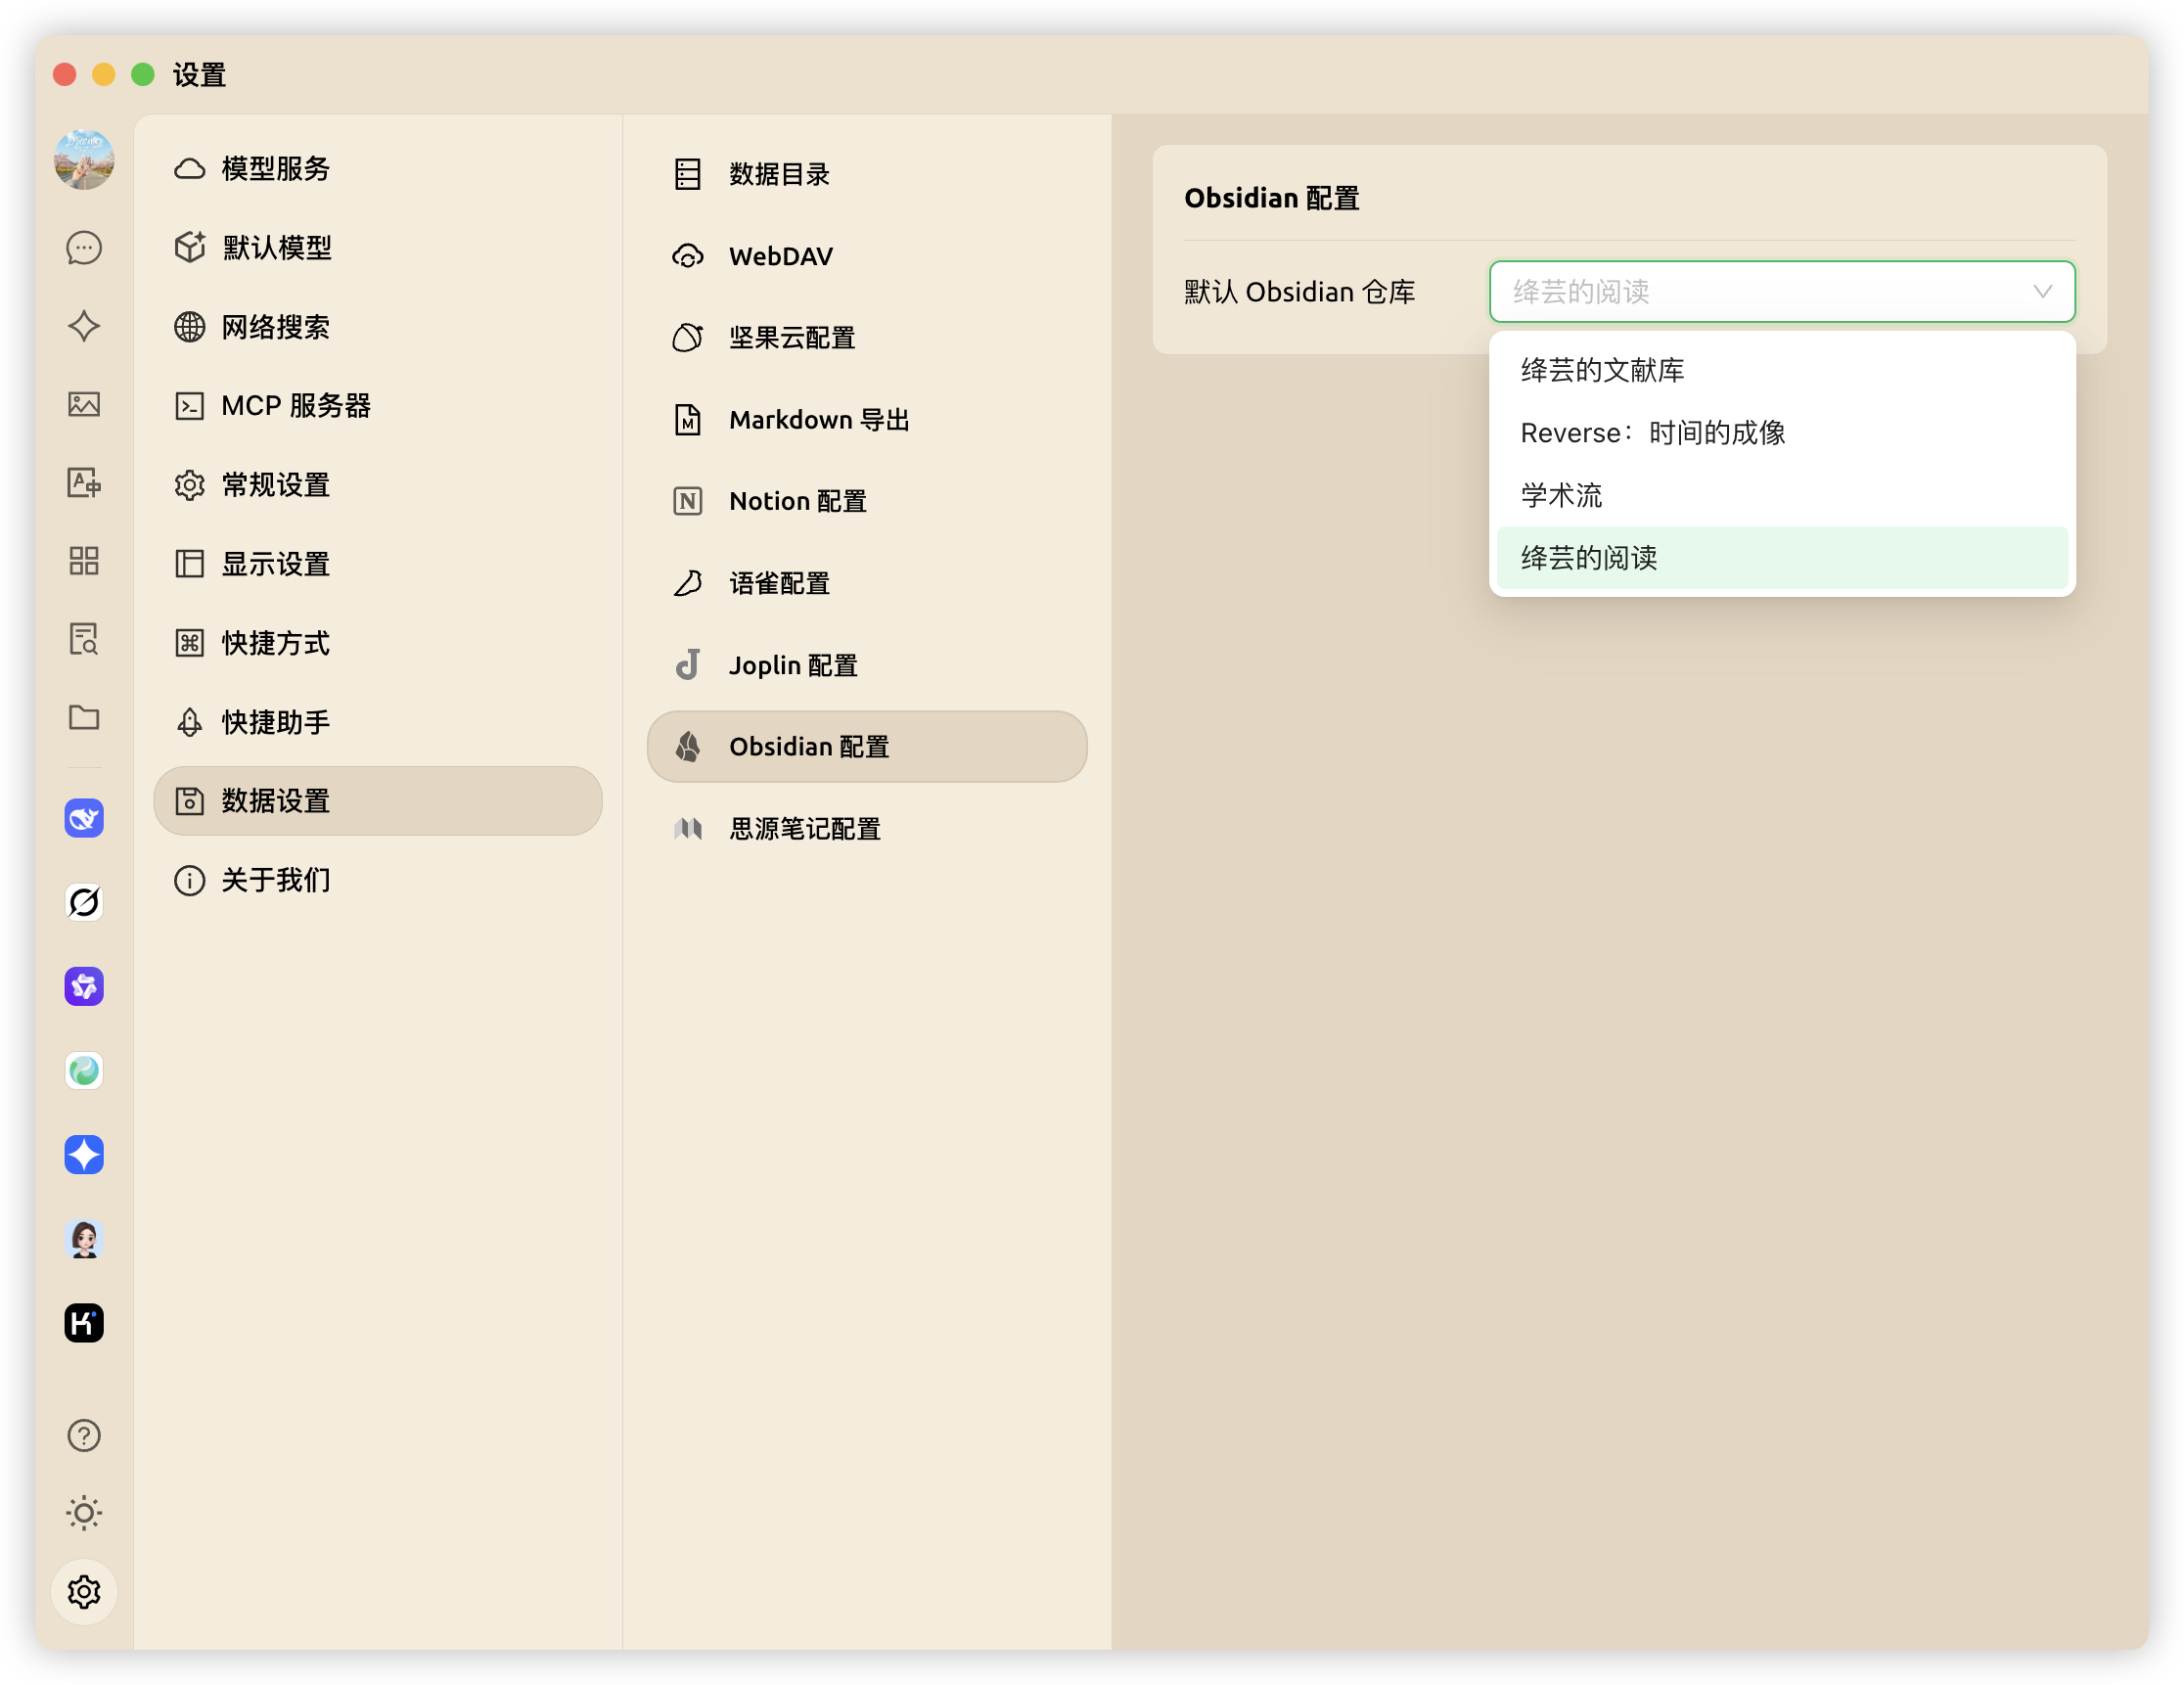 设置
模型服务
默认模型
网络搜索
MCP 服务器
常规设置
显示设置
快捷方式
快捷助手
数据设置
关于我们
数据目录
WebDAV
坚果云配置
Markdown 导出
Notion 配置
语雀配置
Joplin 配置
Obsidian 配置
思源笔记配置
Obsidian 配置
默认 Obsidian 仓库
绛芸的阅读
绛芸的文献库
Reverse：时间的成像
学术流
绛芸的阅读